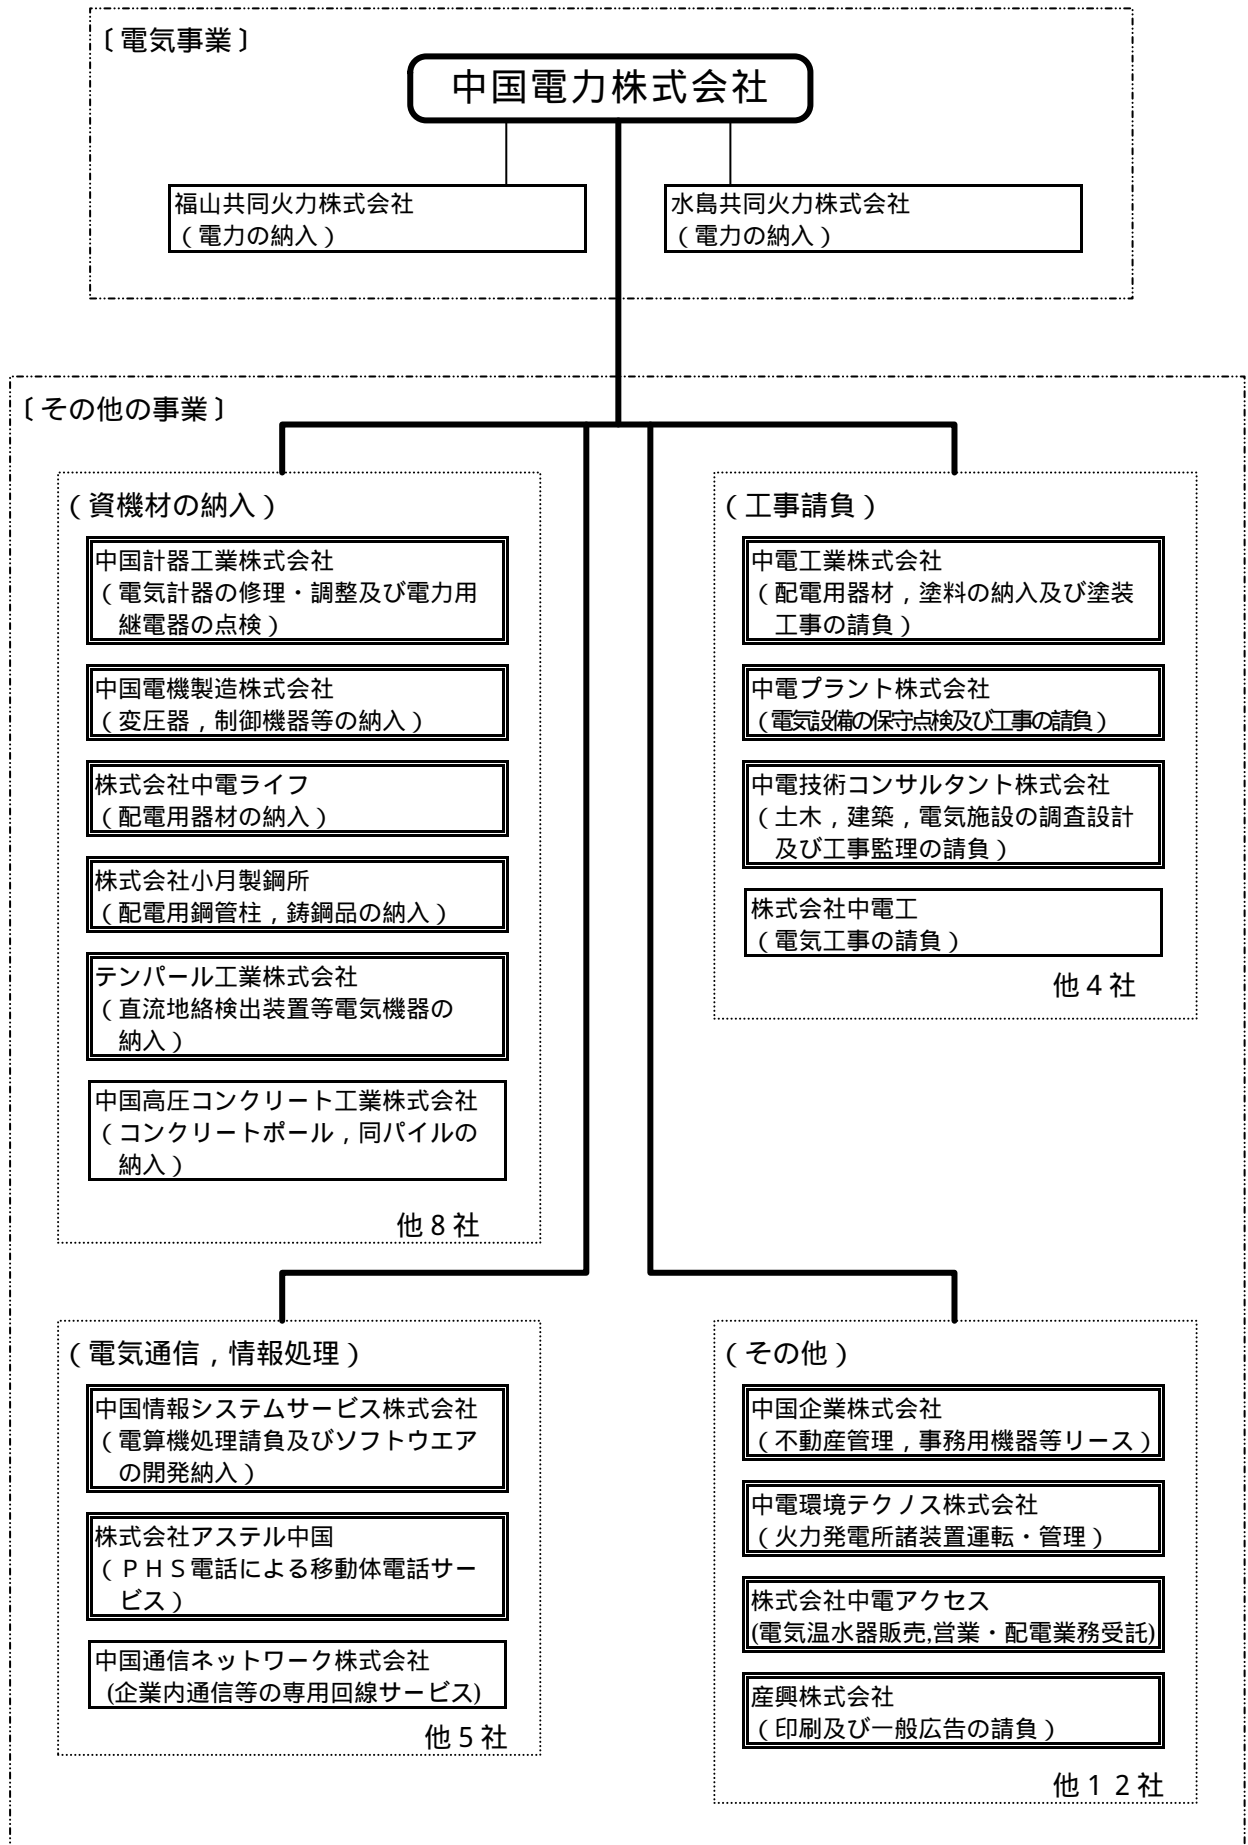 〔電気事業〕
中国電力株式会社
福山共同火力株式会社
（電力の納入）
水島共同火力株式会社
（電力の納入）
〔その他の事業〕
（資機材の納入）
中国計器工業株式会社
（電気計器の修理・調整及び電力用
継電器の点検）
中国電機製造株式会社
（変圧器，制御機器等の納入）
株式会社中電ライフ
（配電用器材の納入）
株式会社小月製鋼所
（配電用鋼管柱，鋳鋼品の納入）
テンパール工業株式会社
（直流地絡検出装置等電気機器の
納入）
中国高圧コンクリート工業株式会社
（コンクリートポール，同パイルの
納入）
他８社
（工事請負）
中電工業株式会社
（配電用器材，塗料の納入及び塗装
工事の請負）
中電プラント株式会社
（電気設備の保守点検及び工事の請負）
中電技術コンサルタント株式会社
（土木，建築，電気施設の調査設計
及び工事監理の請負）
株式会社中電工
（電気工事の請負）
他４社
（電気通信，情報処理）
中国情報システムサービス株式会社
（電算機処理請負及びソフトウエア
の開発納入）
株式会社アステル中国
（ＰＨＳ電話による移動体電話サー
ビス）
中国通信ネットワーク株式会社
(企業内通信等の専用回線サービス)
他５社
（その他）
中国企業株式会社
（不動産管理，事務用機器等リース）
中電環境テクノス株式会社
（火力発電所諸装置運転・管理）
株式会社中電アクセス
(電気温水器販売,営業・配電業務受託)
産興株式会社
（印刷及び一般広告の請負）
他１２社